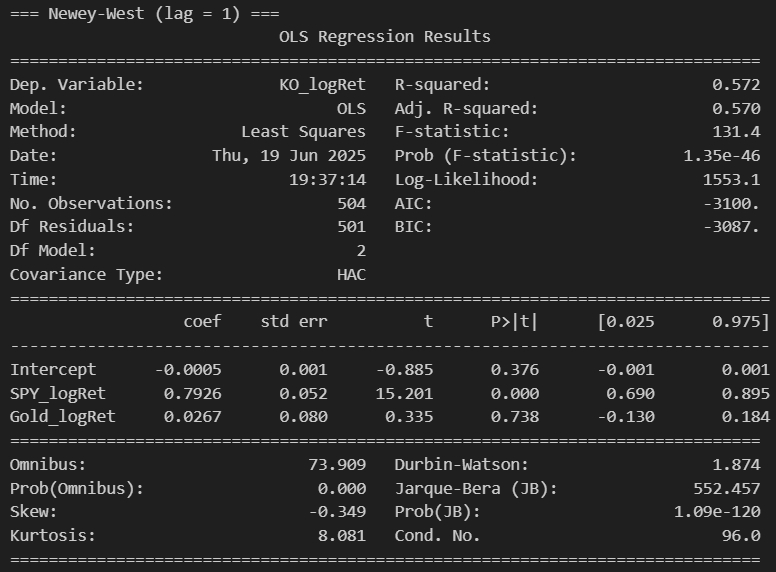 === Newey-West (lag = 1) ===
                            OLS Regression Results
==============================================================================
Dep. Variable:              KO_logRet   R-squared:                       0.572
Model:                            OLS   Adj. R-squared:                  0.570
Method:                 Least Squares   F-statistic:                     131.4
Date:                Thu, 19 Jun 2025   Prob (F-statistic):           1.35e-46
Time:                        19:37:14   Log-Likelihood:                 1553.1
No. Observations:                 504   AIC:                            -3100.
Df Residuals:                     501   BIC:                            -3087.
Df Model:                           2
Covariance Type:                  HAC
===============================================================================
                  coef    std err          t      P>|t|      [0.025      0.975]
-------------------------------------------------------------------------------
Intercept      -0.0005      0.001     -0.885      0.376      -0.001       0.001
SPY_logRet      0.7926      0.052     15.201      0.000       0.690       0.895
Gold_logRet     0.0267      0.080      0.335      0.738      -0.130       0.184
==============================================================================
Omnibus:                       73.909   Durbin-Watson:                   1.874
Prob(Omnibus):                  0.000   Jarque-Bera (JB):              552.457
Skew:                          -0.349   Prob(JB):                    1.09e-120
Kurtosis:                       8.081   Cond. No.                         96.0
==============================================================================